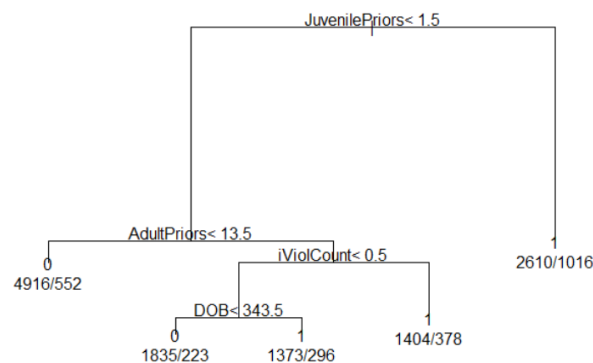 JuvenilePriors< 1.5
AdultPriors< 13.5
0
4916/552
iViolCount< 0.5
1
2610/1016
DOB< 343.5
0
1835/223
1
1373/296
1
1404/378